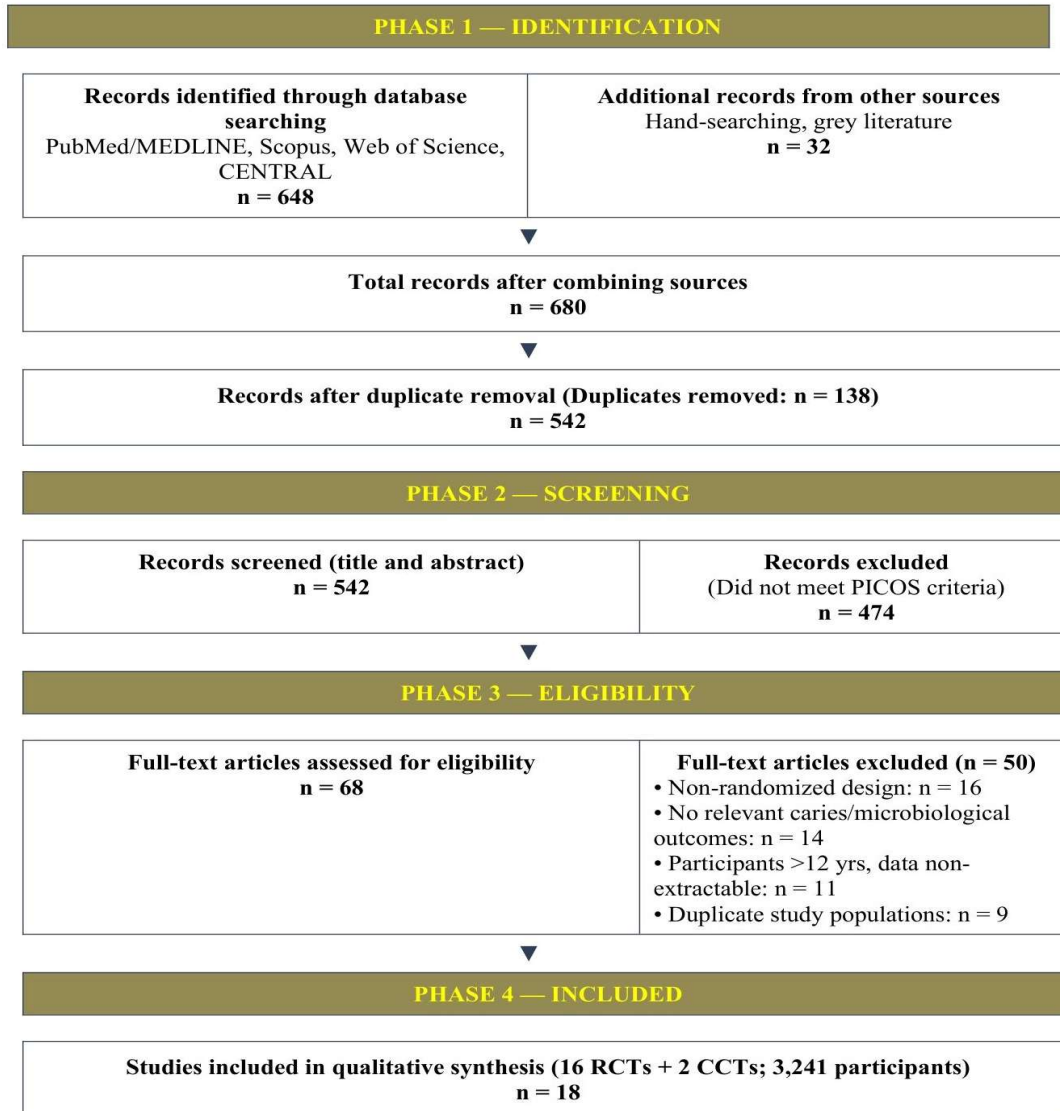 PHASE 1 — IDENTIFICATION
Records identified through database
searching
PubMed/MEDLINE, Scopus, Web of Science,
CENTRAL
n = 648
Additional records from other sources
Hand-searching, grey literature
n = 32
Total records after combining sources
n = 680
Records after duplicate removal (Duplicates removed: n = 138)
n = 542
PHASE 2 — SCREENING
Records screened (title and abstract)
n = 542
Records excluded
(Did not meet PICOS criteria)
n = 474
PHASE 3 — ELIGIBILITY
Full-text articles assessed for eligibility
n = 68
Full-text articles excluded (n = 50)
• Non-randomized design: n = 16
• No relevant caries/microbiological
outcomes: n = 14
• Participants >12 yrs, data non-
extractable: n = 11
• Duplicate study populations: n = 9
PHASE 4 — INCLUDED
Studies included in qualitative synthesis (16 RCTs + 2 CCTs; 3,241 participants)
n = 18